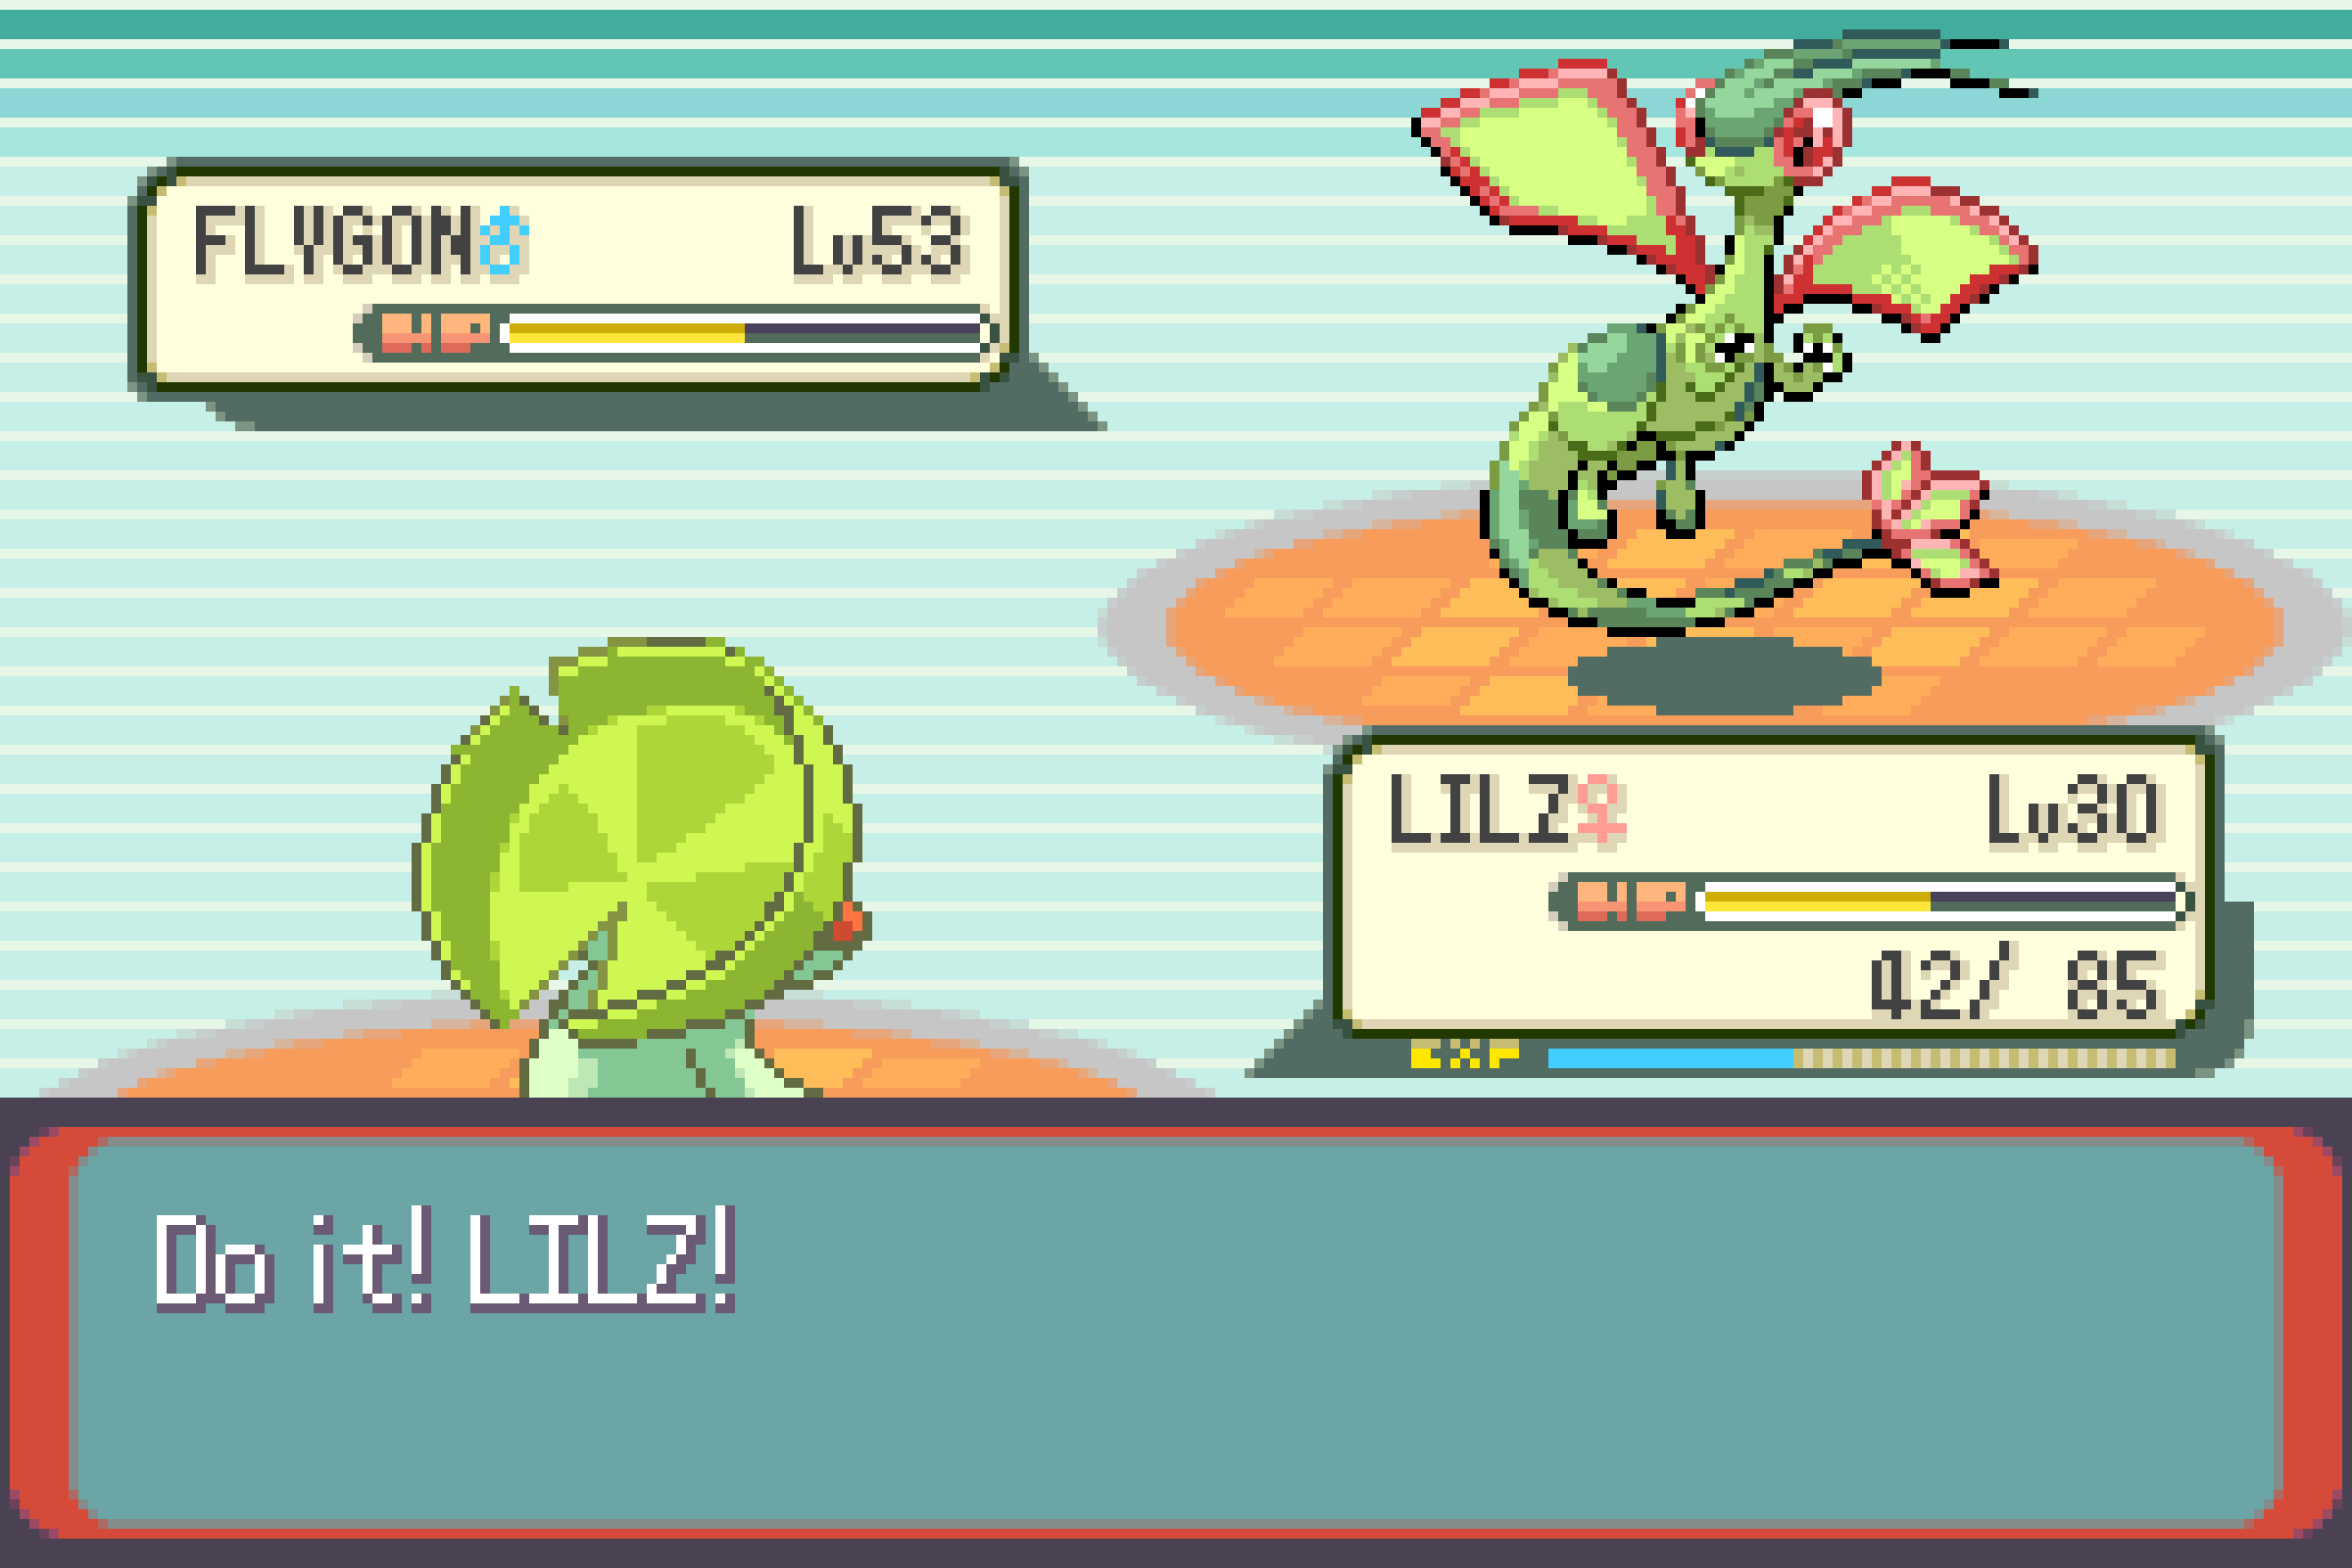 FLYGON♂ Lv53
HP
LILZ♀ Lv30
HP
42/ 85
EXP
Do it! LILZ!